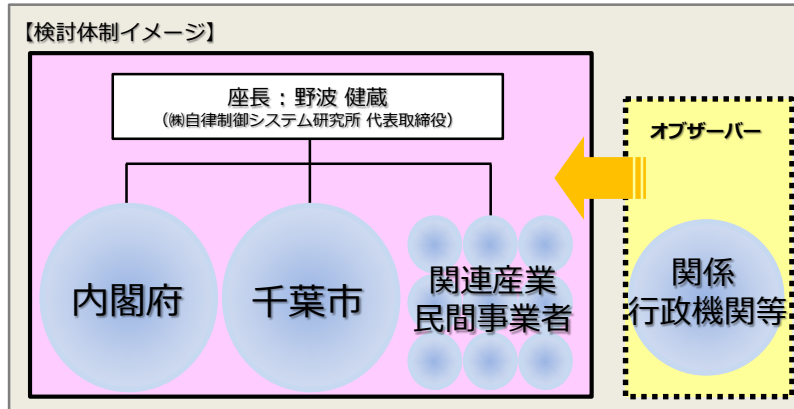 【検討体制イメージ】
座長：野波 健蔵
（㈱自律制御システム研究所 代表取締役）
オブザーバー
内閣府
千葉市
関連産業
民間事業者
関係
行政機関等